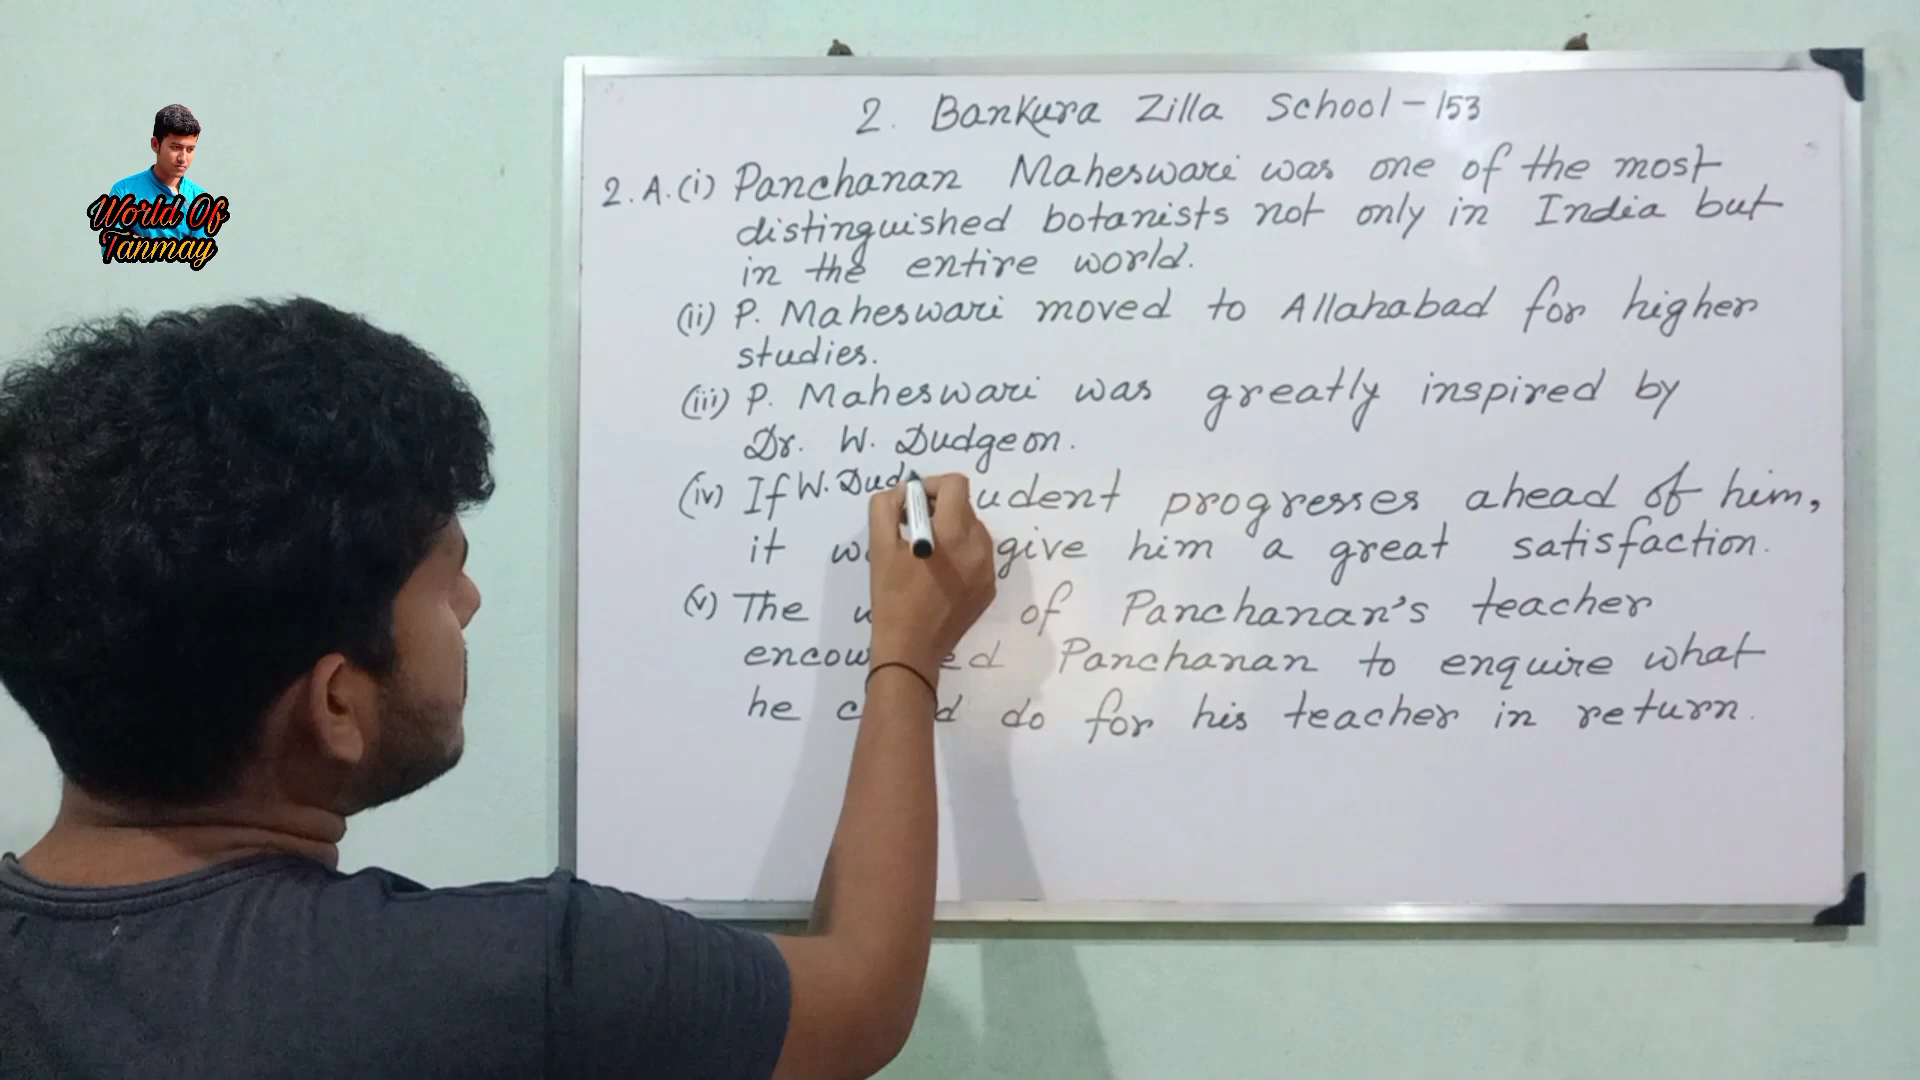 World Of
Tanmay
2. Bankura Zilla School - 153
2. A. (i) Panchanan Maheswari was one of the most
distinguished botanists not only in India but
in the entire world.
(ii) P. Maheswari moved to Allahabad for higher
studies.
(iii) P. Maheswari was greatly inspired by
Dr. W. Dudgeon.
(iv) If W. progresses ahead of him,
it give him a great satisfaction.
(v) The of Panchanan's teacher
Panchanan to enquire what
he do for his teacher in return.